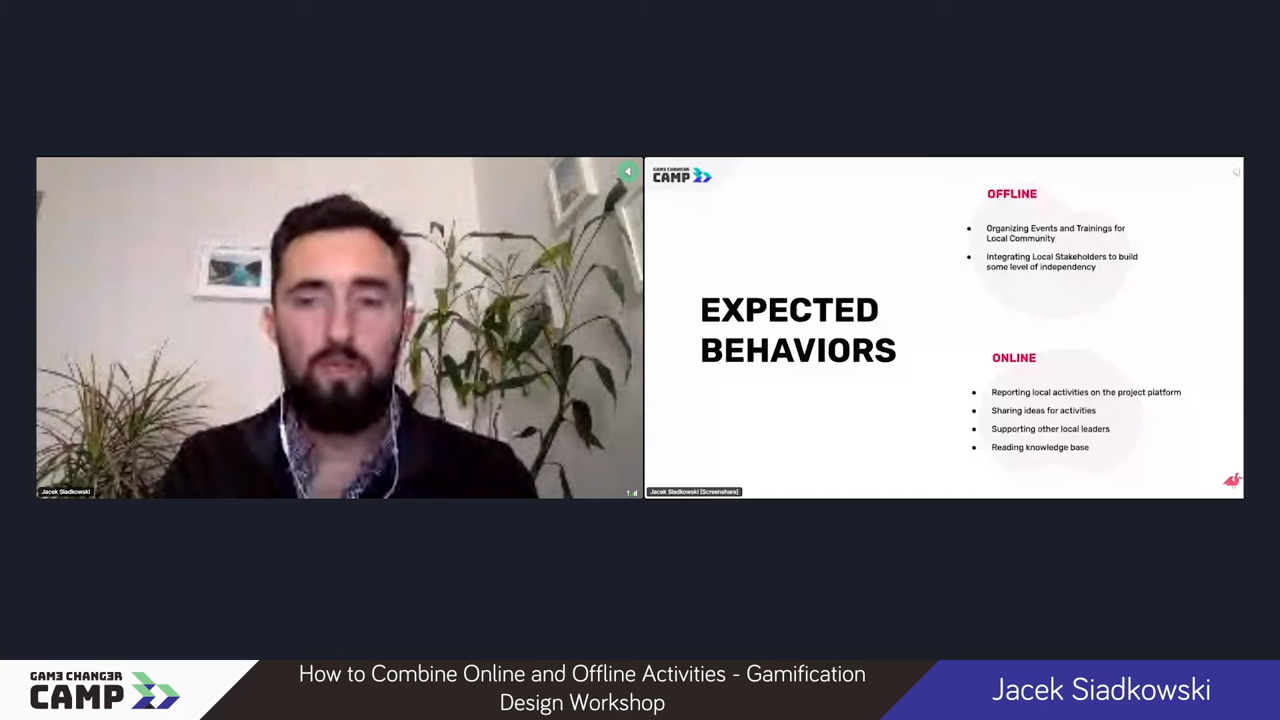 Jacek Siadkowski
GAME CHANGER
CAMP
EXPECTED
BEHAVIORS
OFFLINE
● Organizing Events and Trainings for
Local Community
● Integrating Local Stakeholders to build
some level of independency
ONLINE
● Reporting local activities on the project platform
● Sharing ideas for activities
● Supporting other local leaders
● Reading knowledge base
Jacek Siadkowski [Screenshare]
GAM3 CHANG3R
CAMP
How to Combine Online and Offline Activities - Gamification
Design Workshop
Jacek Siadkowski